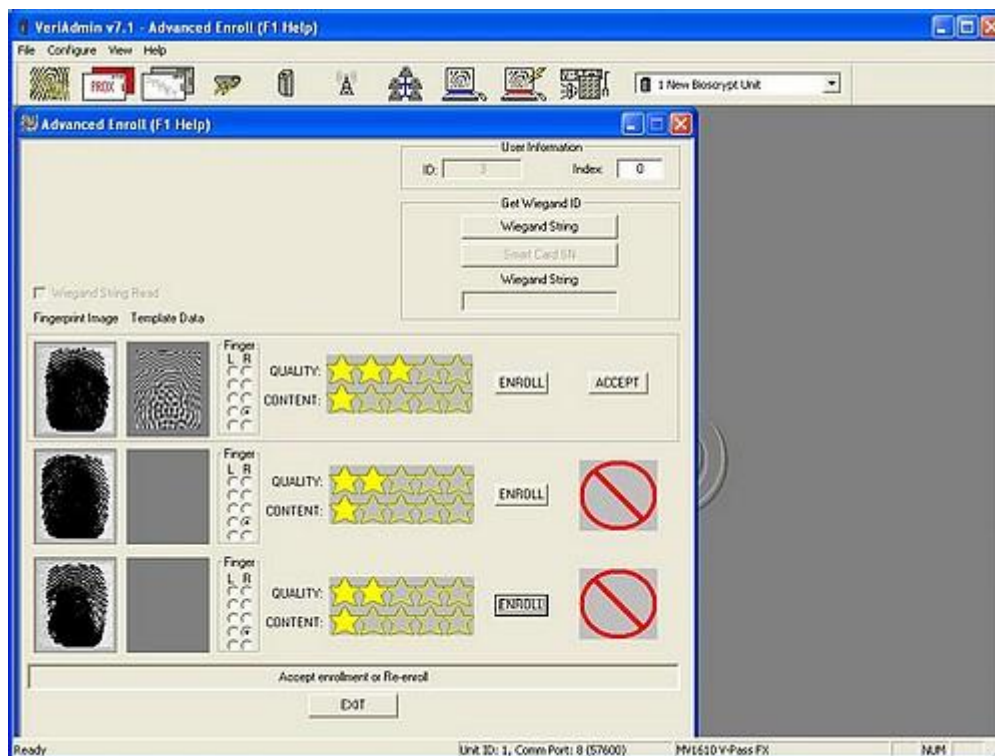 VeriAdmin v7.1 - Advanced Enroll (F1 Help)
File Configure View Help
PROX
1 New Bioscrypt Unit
Advanced Enroll (F1 Help)
User Information
ID: 3 Index 0
Get Wiegand ID
Wiegand String
Smart Card SN
Wiegand String
Wiegand String Read
Fingerprint Image Template Data
Finger
L R
QUALITY:
CONTENT:
ENROLL
ACCEPT
Finger
L R
QUALITY:
CONTENT:
ENROLL
Finger
L R
QUALITY:
CONTENT:
ENROLL
Accept enrollment or Re-enroll
EXIT
Ready Unit ID: 1, Comm Port: 8 (57600) MV1610 V-Pass FX NUM